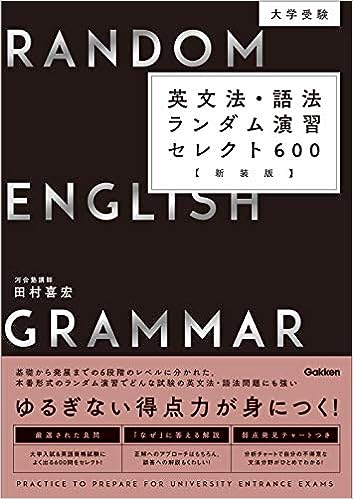 大学受験
RANDOM
英文法・語法
ランダム演習
セレクト600
【新装版】
ENGLISH
河合塾講師
田村喜宏
GRAMMAR
基礎から発展までの6段階のレベルに分かれた,
本番形式のランダム演習でどんな試験の英文法・語法問題にも強い
Gakken
ゆるぎない得点力が身につく!
厳選された良問
「なぜ」に答える解説
弱点発見チャートつき
大学入試&英語資格試験に
よく出る600問をセレクト!
正解へのアプローチはもちろん,
誤答への解説もくわしい!
分析チャートで自分の不得意な
文法分野がひとめでわかる!
PRACTICE TO PREPARE FOR UNIVERSITY ENTRANCE EXAMS